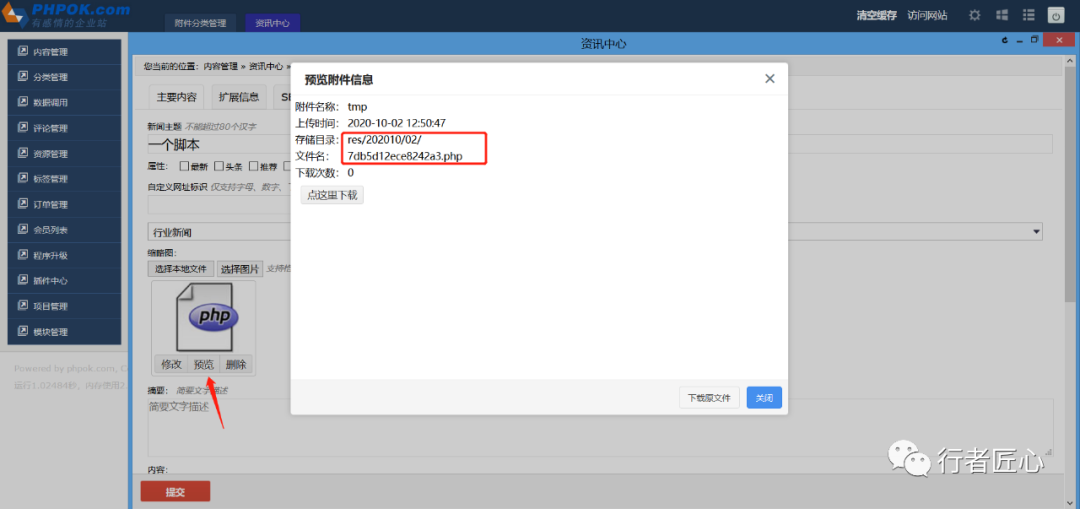 PHPOK.com
有感情的企业站
附件分类管理
资讯中心
清空缓存
访问网站
资讯中心
内容管理
分类管理
数据调用
评论管理
资源管理
标签管理
订单管理
会员列表
程序升级
插件中心
项目管理
模块管理
Powered by phpok.com, C
运行1.02484秒，内存使用2.
您当前的位置：内容管理 » 资讯中心 »
主要内容
扩展信息
新闻主题 不能超过80个汉字
一个脚本
属性： 最新 头条 推荐
自定义网址标识 仅支持字母、数字、
行业新闻
缩略图：
选择本地文件
选择图片
php
修改
预览
删除
摘要： 简要文字描述
简要文字描述
内容：
提交
预览附件信息
附件名称： tmp
上传时间： 2020-10-02 12:50:47
存储目录： res/202010/02/
文件名： 7db5d12ece8242a3.php
下载次数： 0
点这里下载
下载原文件
关闭
行者匠心